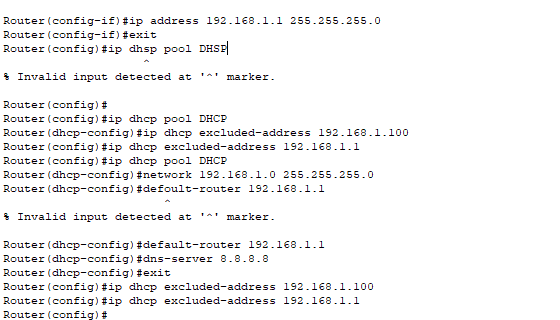 Router(config-if)#ip address 192.168.1.1 255.255.255.0
Router(config-if)#exit
Router(config)#ip dhsp pool DHSP
^
% Invalid input detected at '^' marker.
Router(config)#
Router(config)#ip dhcp pool DHCP
Router(dhcp-config)#ip dhcp excluded-address 192.168.1.100
Router(config)#ip dhcp excluded-address 192.168.1.1
Router(config)#ip dhcp pool DHCP
Router(dhcp-config)#network 192.168.1.0 255.255.255.0
Router(dhcp-config)#defoult-router 192.168.1.1
^
% Invalid input detected at '^' marker.
Router(dhcp-config)#default-router 192.168.1.1
Router(dhcp-config)#dns-server 8.8.8.8
Router(dhcp-config)#exit
Router(config)#ip dhcp excluded-address 192.168.1.100
Router(config)#ip dhcp excluded-address 192.168.1.1
Router(config)#